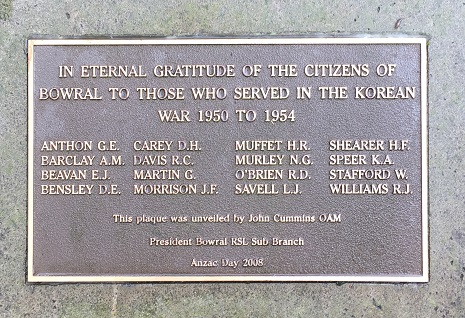 IN ETERNAL GRATITUDE OF THE CITIZENS OF
BOWRAL TO THOSE WHO SERVED IN THE KOREAN
WAR 1950 TO 1954
ANTHON G.E. CAREY D.H. MUFFET H.R. SHEARER H.F.
BARCLAY A.M. DAVIS R.C. MURLEY N.G. SPEER K.A.
BEAVAN E.J. MARTIN G. O'BRIEN R.D. STAFFORD W.
BENSLEY D.E. MORRISON J.F. SAVELL L.J. WILLIAMS R.J.
This plaque was unveiled by John Cummins OAM
President Bowral RSL Sub Branch
Anzac Day 2008